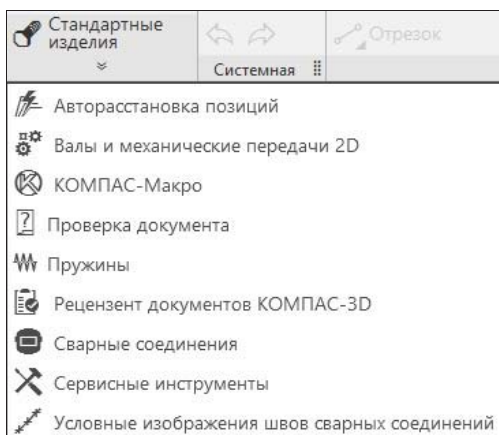 Стандартные
изделия
Отрезок
Системная
Авторасстановка позиций
Валы и механические передачи 2D
КОМПАС-Макро
Проверка документа
Пружины
Рецензент документов КОМПАС-3D
Сварные соединения
Сервисные инструменты
Условные изображения швов сварных соединений